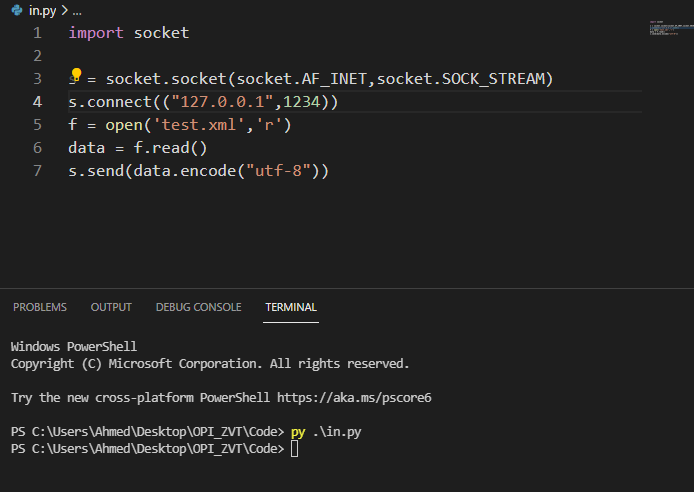 in.py > ...
1 import socket
2
3 = socket.socket(socket.AF_INET,socket.SOCK_STREAM)
4 s.connect(("127.0.0.1",1234))
5 f = open('test.xml','r')
6 data = f.read()
7 s.send(data.encode("utf-8"))
PROBLEMS OUTPUT DEBUG CONSOLE TERMINAL
Windows PowerShell
Copyright (C) Microsoft Corporation. All rights reserved.
Try the new cross-platform PowerShell https://aka.ms/pscore6
PS C:\Users\Ahmed\Desktop\OPI_ZVT\Code> py .\in.py
PS C:\Users\Ahmed\Desktop\OPI_ZVT\Code>